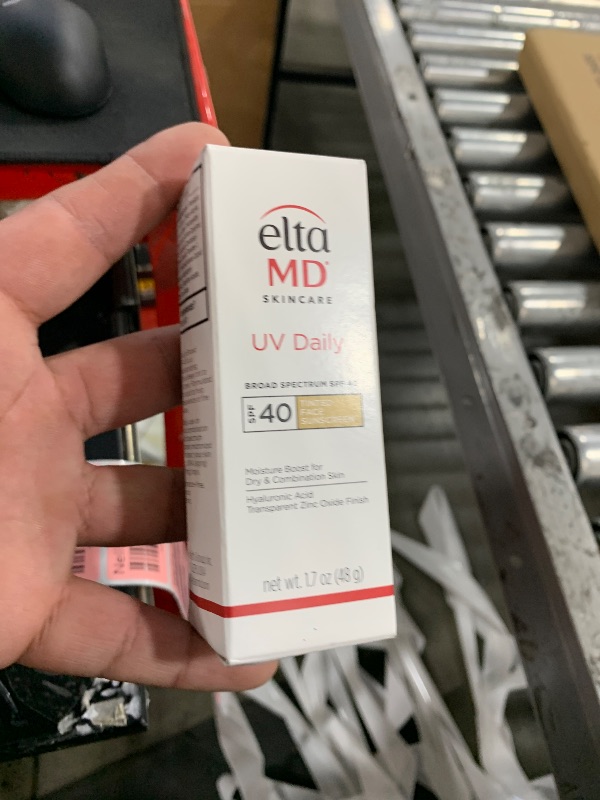 elta
MD
SKINCARE
UV Daily
BROAD SPECTRUM SPF 40
SPF 40
TINTED
FACE
SUNSCREEN
Moisture Boost for
Dry & Combination Skin
Hyaluronic Acid
Transparent Zinc Oxide Finish
net wt. 1.7 oz (48 g)